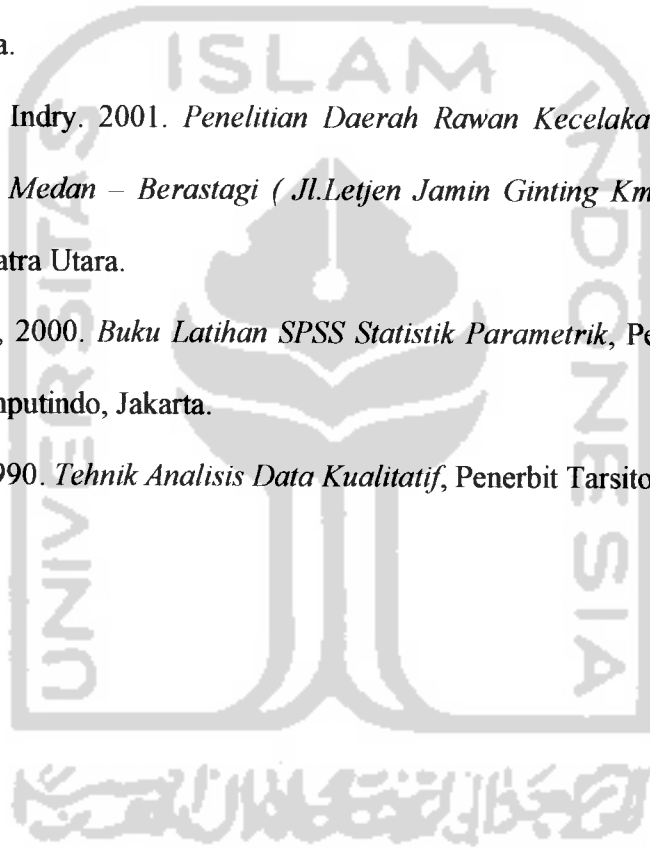 a.
Indry. 2001. Penelitian Daerah Rawan Kecelaka
Medan – Berastagi ( Jl.Letjen Jamin Ginting Km
atra Utara.
, 2000. Buku Latihan SPSS Statistik Parametrik, Pe
nputindo, Jakarta.
990. Tehnik Analisis Data Kualitatif, Penerbit Tarsito
ISLAM
UNIVERSITAS
INDONESIA